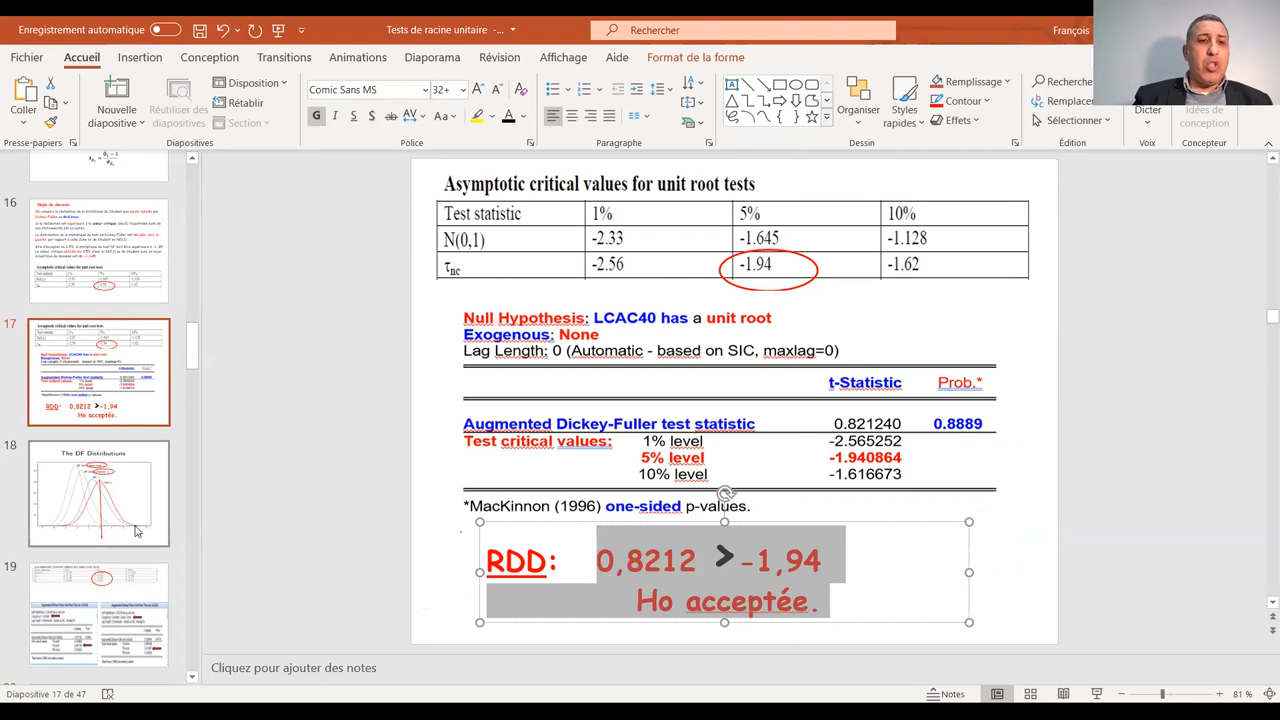 Enregistrement automatique
Tests de racine unitaire -...
Rechercher
François
Fichier
Accueil
Insertion
Conception
Transitions
Animations
Diaporama
Révision
Affichage
Aide
Format de la forme
Coller
Nouvelle diapositive
Réutiliser des diapositives
Disposition
Rétablir
Section
Comic Sans MS
32+
Organiser
Styles rapides
Remplissage
Contour
Effets
Recherche
Remplace
Sélectionner
Dicter
Idées de conception
Presse-papiers
Diapositives
Police
Paragraphe
Dessin
Édition
Voix
Concepteur
16
Règle de décision:
17
18
The DF Distributions
19
Asymptotic critical values for unit root tests
Test statistic 1% 5% 10%
N(0,1) -2.33 -1.645 -1.128
τnc -2.56 -1.94 -1.62
Null Hypothesis: LCAC40 has a unit root
Exogenous: None
Lag Length: 0 (Automatic - based on SIC, maxlag=0)
t-Statistic Prob.*
Augmented Dickey-Fuller test statistic 0.821240 0.8889
Test critical values: 1% level -2.565252
5% level -1.940864
10% level -1.616673
*MacKinnon (1996) one-sided p-values.
RDD: 0,8212 > -1,94
Ho acceptée.
Cliquez pour ajouter des notes
Diapositive 17 de 47
Notes
81 %